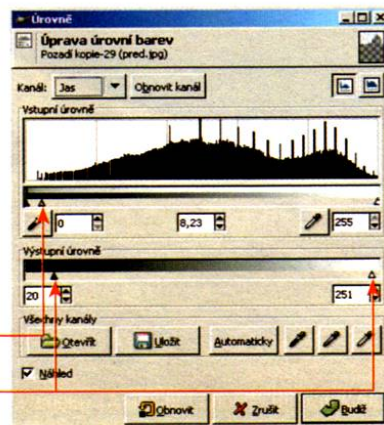 Úrovně
Úprava úrovní barev
Pozadí kopie-29 (pred.jpg)
Kanál: Jas Obnovit kanál
Vstupní úrovně
0 8,23 255
Výstupní úrovně
20 251
Všechny kanály
Otevřít Uložit Automaticky
Náhled
Obnovit Zrušit Budiž